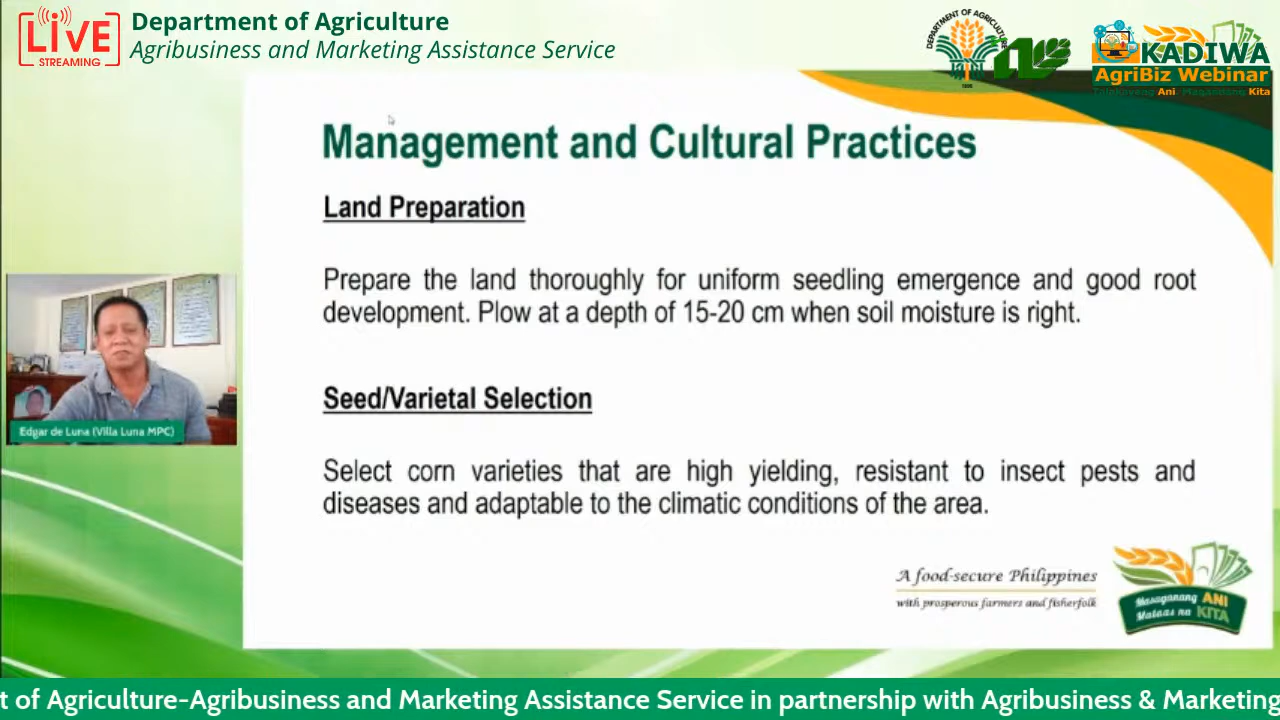 LIVE
STREAMING
Department of Agriculture
Agribusiness and Marketing Assistance Service
DEPARTMENT OF AGRICULTURE
KADIWA
AgriBiz Webinar
Ani, Kita
Management and Cultural Practices
Land Preparation
Prepare the land thoroughly for uniform seedling emergence and good root
development. Plow at a depth of 15-20 cm when soil moisture is right.
Seed/Varietal Selection
Select corn varieties that are high yielding, resistant to insect pests and
diseases and adaptable to the climatic conditions of the area.
Edgar de Luna (Villa Luna MPC)
A food-secure Philippines
with prosperous farmers and fisherfolk
Masaganang ANI
Mataas na KITA
t of Agriculture-Agribusiness and Marketing Assistance Service in partnership with Agribusiness & Marketing